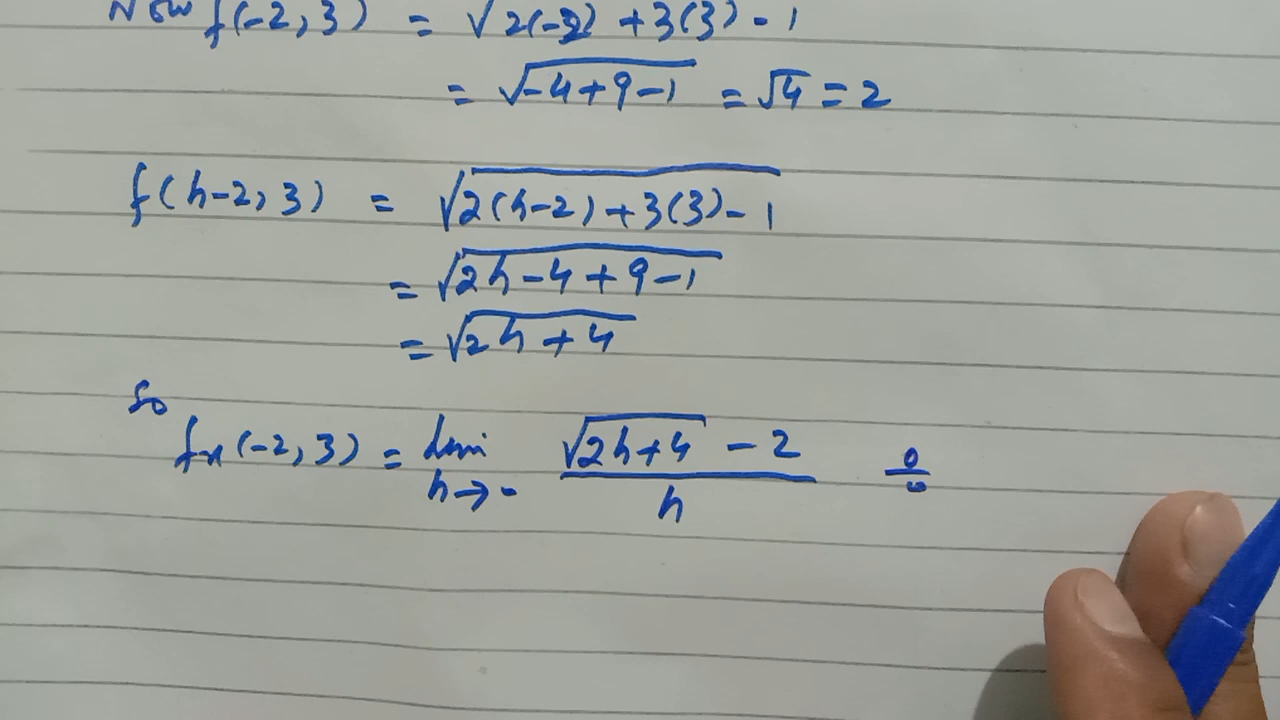 Now f(-2, 3) = √2(-2) + 3(3) - 1
= √-4+9-1 = √4 = 2
f(h-2, 3) = √2(h-2)+3(3)-1
= √2h-4+9-1
= √2h+4
So
fx(-2, 3) = lim h→0 √2h+4 - 2 / h 0/0